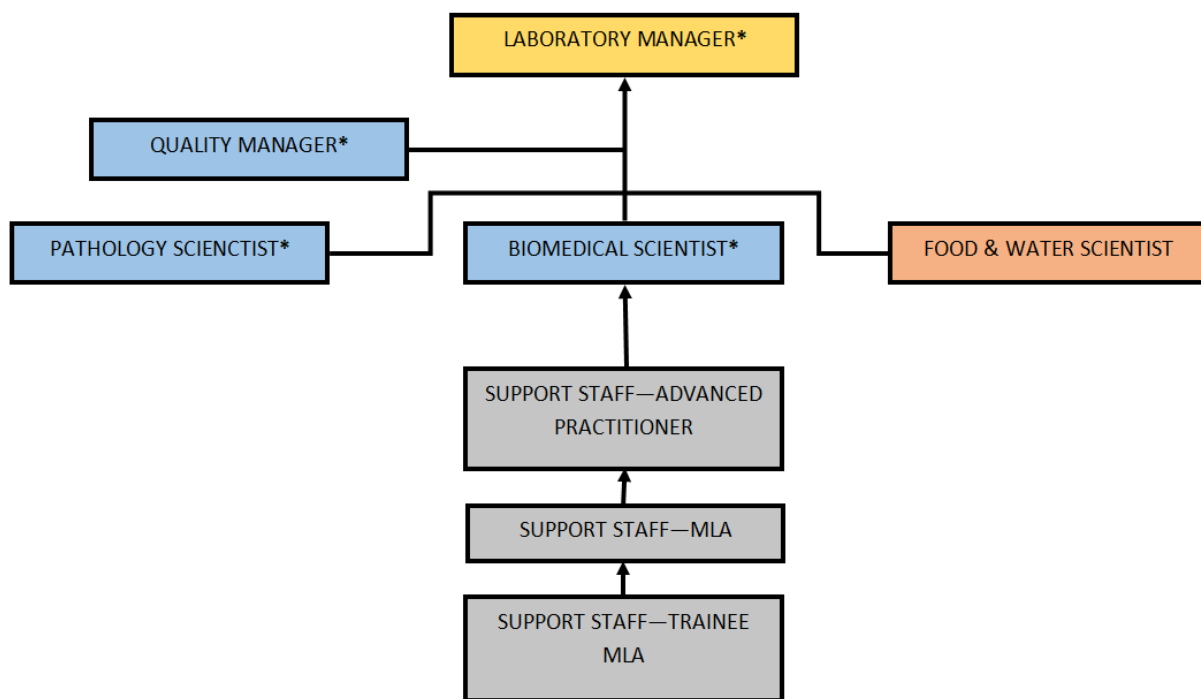 LABORATORY MANAGER*
QUALITY MANAGER*
PATHOLOGY SCIENCTIST*
BIOMEDICAL SCIENTIST*
FOOD & WATER SCIENTIST
SUPPORT STAFF—ADVANCED
PRACTITIONER
SUPPORT STAFF—MLA
SUPPORT STAFF—TRAINEE
MLA